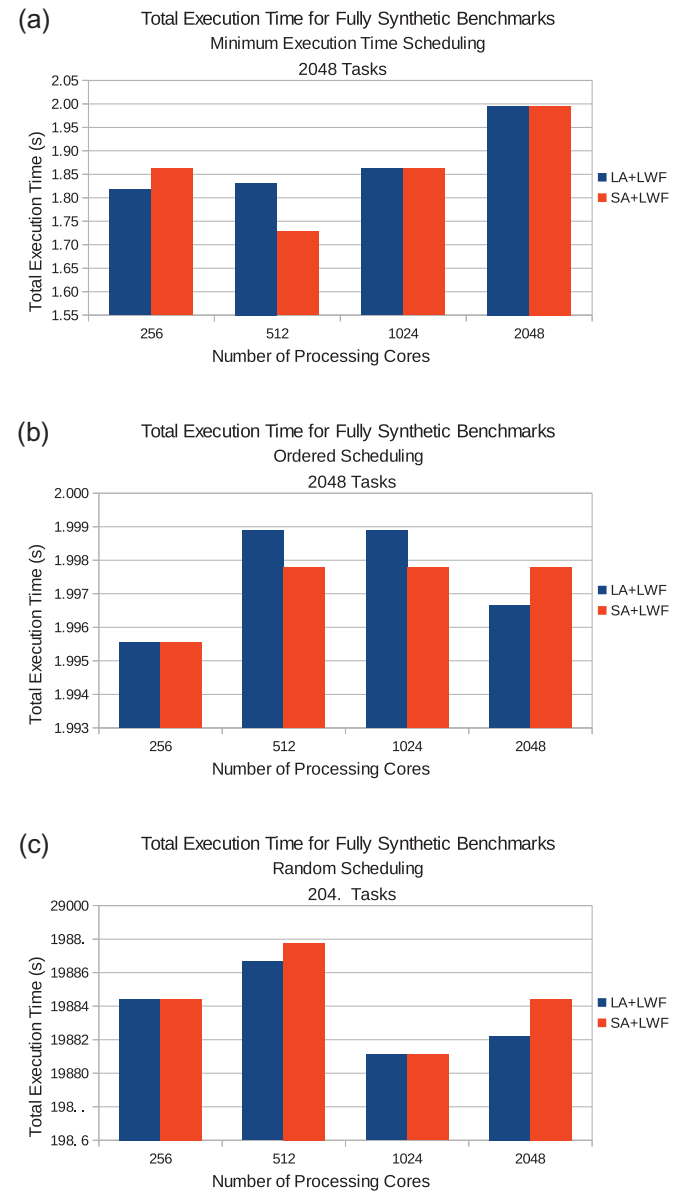 (a)
Total Execution Time for Fully Synthetic Benchmarks
Minimum Execution Time Scheduling
2048 Tasks
Total Execution Time (s)
2.05
2.00
1.95
1.90
1.85
1.80
1.75
1.70
1.65
1.60
1.55
256 512 1024 2048
Number of Processing Cores
LA+LWF
SA+LWF
(b)
Total Execution Time for Fully Synthetic Benchmarks
Ordered Scheduling
2048 Tasks
Total Execution Time (s)
2.000
1.999
1.998
1.997
1.996
1.995
1.994
1.993
256 512 1024 2048
Number of Processing Cores
LA+LWF
SA+LWF
(c)
Total Execution Time for Fully Synthetic Benchmarks
Random Scheduling
204. Tasks
Total Execution Time (s)
29000
1988.
19886
19884
19882
19880
198. .
198. 6
256 512 1024 2048
Number of Processing Cores
LA+LWF
SA+LWF